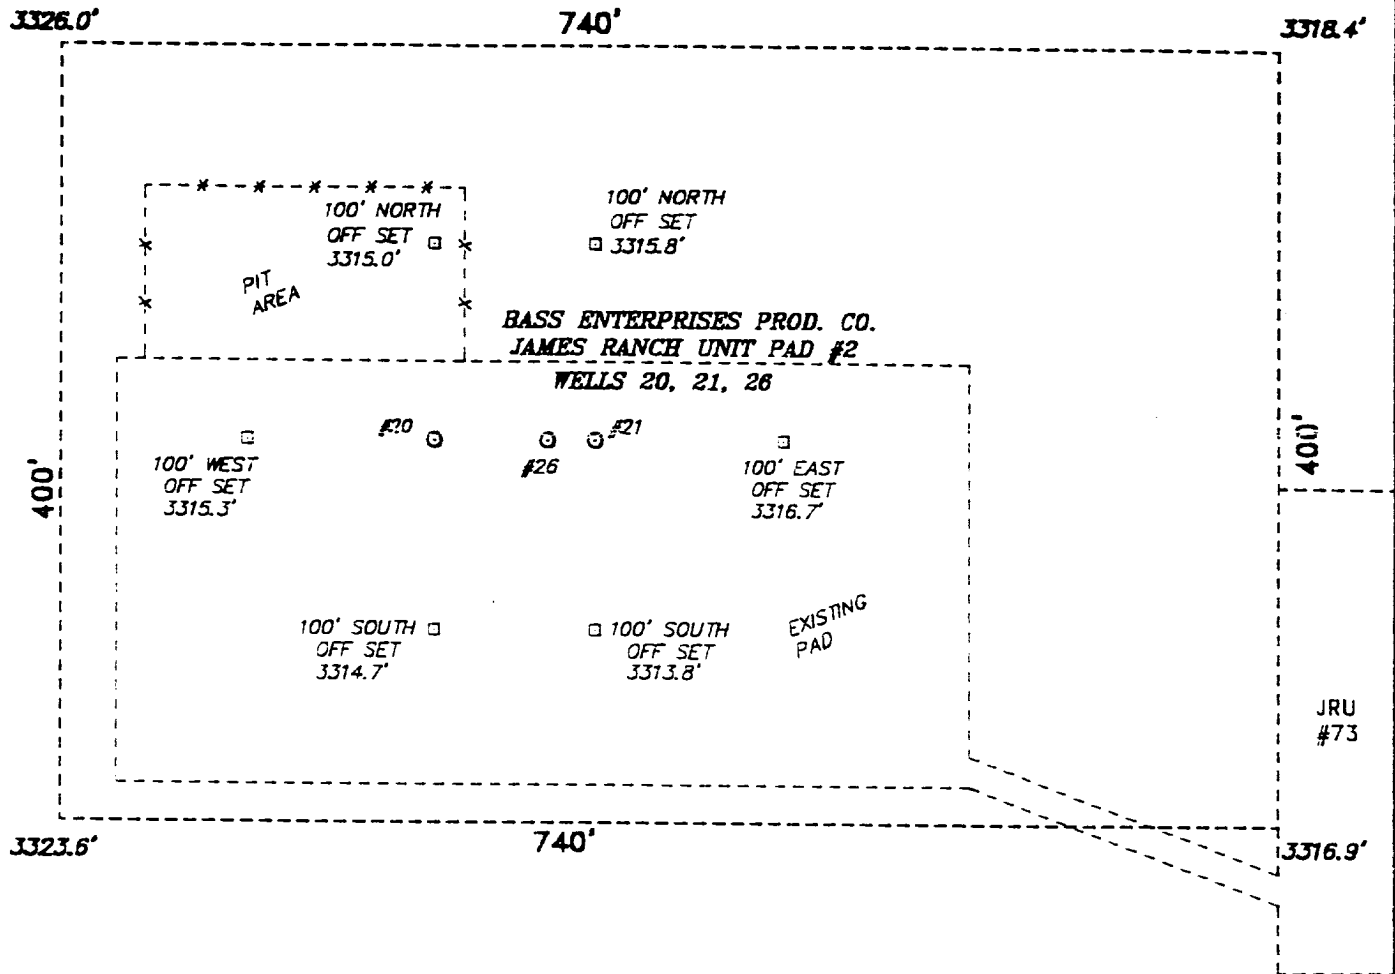 3326.0'
740'
3318.4'
100' NORTH
OFF SET
3315.0'
100' NORTH
OFF SET
3315.8'
PIT
AREA
BASS ENTERPRISES PROD. CO.
JAMES RANCH UNIT PAD #2
WELLS 20, 21, 26
#20
#26
#21
100' WEST
OFF SET
3315.3'
100' EAST
OFF SET
3316.7'
400'
400'
100' SOUTH
OFF SET
3314.7'
100' SOUTH
OFF SET
3313.8'
EXISTING
PAD
JRU
#73
3323.6'
740'
3316.9'